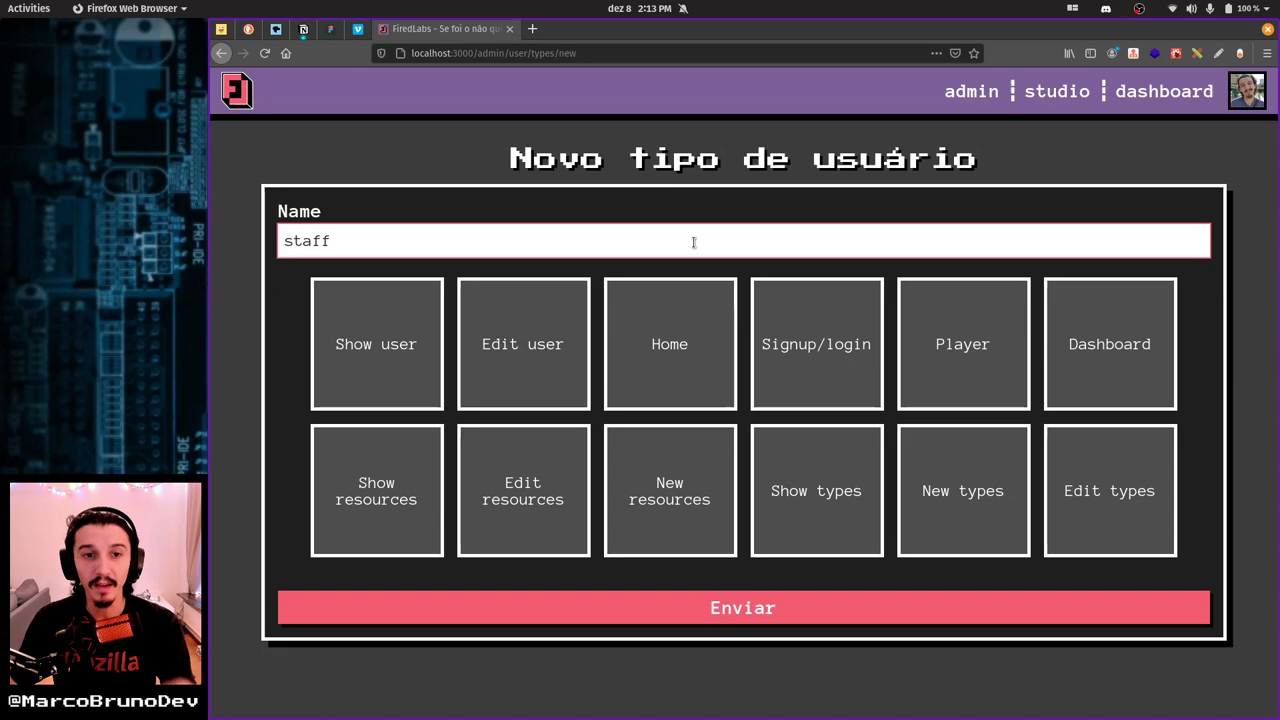 Activities
Firefox Web Browser
dez 8 2:13 PM
100 %
FiredLabs - Se foi o não qu
localhost:3000/admin/user/types/new
admin ¦ studio ¦ dashboard
Novo tipo de usuário
Name
staff
Show user
Edit user
Home
Signup/login
Player
Dashboard
Show
resources
Edit
resources
New
resources
Show types
New types
Edit types
Enviar
mozilla
@MarcoBrunoDev